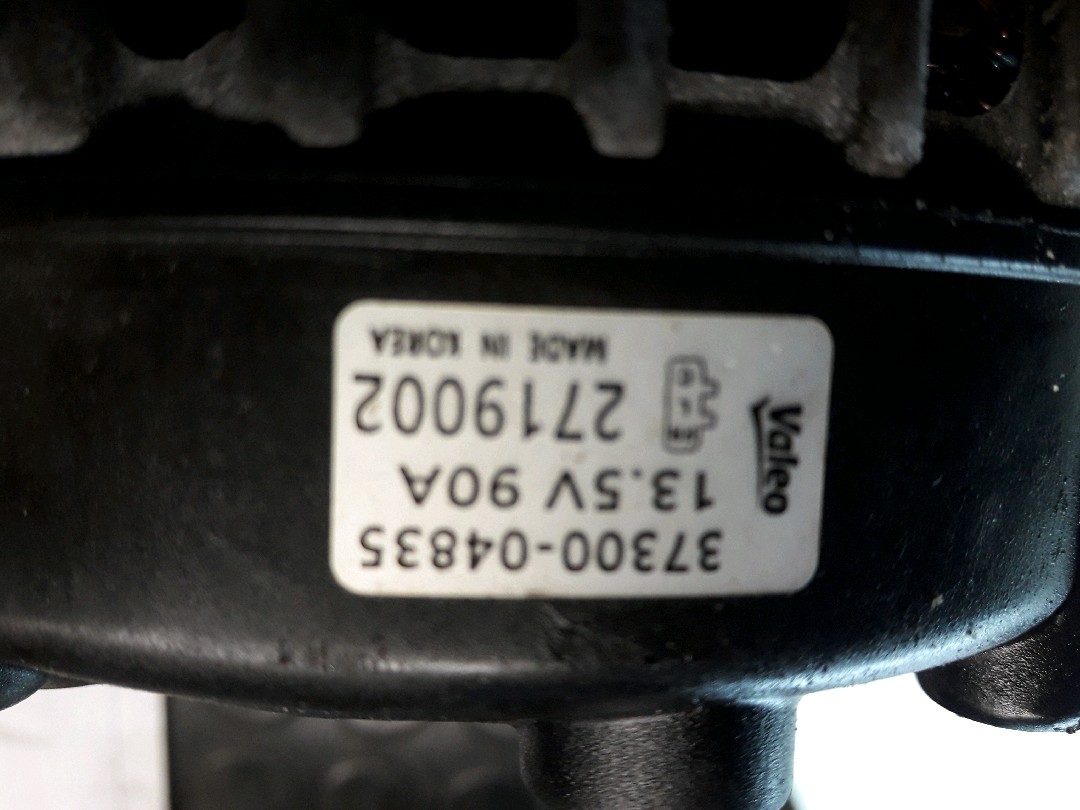 Valeo
37300-04835
13.5V 90A
2719002
MADE IN KOREA